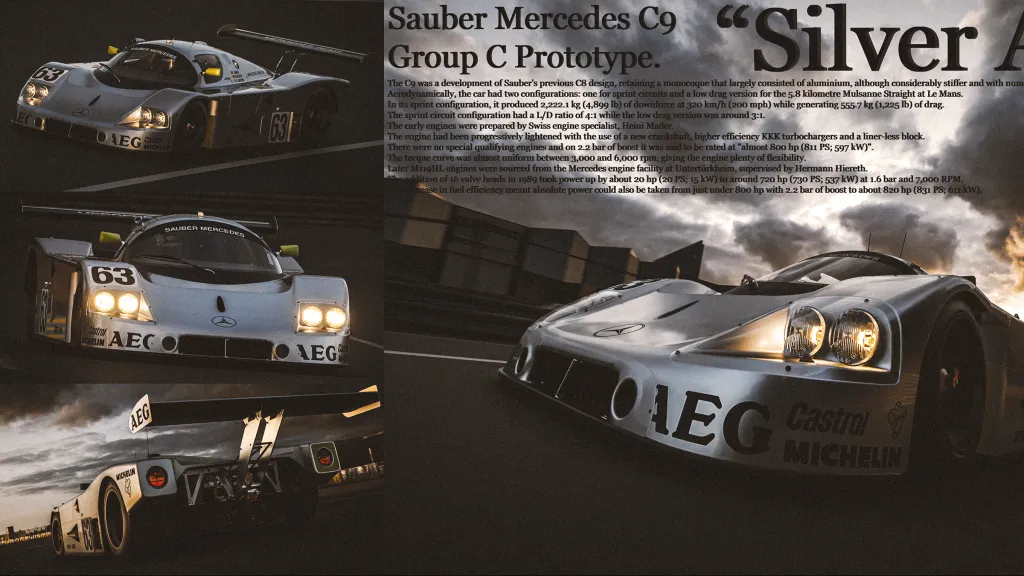 Sauber Mercedes C9
Group C Prototype.
“Silver A
The C9 was a development of Sauber's previous C8 design, retaining a monocoque that largely consisted of aluminium, although considerably stiffer and with num
Aerodynamically, the car had two configurations: one for sprint circuits and a low drag version for the 5.8 kilometre Mulsanne Straight at Le Mans.
In its sprint configuration, it produced 2,222.1 kg (4,899 lb) of downforce at 320 km/h (200 mph) while generating 555.7 kg (1,225 lb) of drag.
The sprint circuit configuration had a L/D ratio of 4:1 while the low drag version was around 3:1.
The early engines were prepared by Swiss engine specialist, Heini Mader.
The engine had been progressively lightened with the use of a new crankshaft, higher efficiency KKK turbochargers and a liner-less block.
There were no special qualifying engines and on 2.2 bar of boost it was said to be rated at "almost 800 hp (811 PS; 597 kW)".
The torque curve was almost uniform between 3,000 and 6,000 rpm, giving the engine plenty of flexibility.
Later M119HL engines were sourced from the Mercedes engine facility at Untertürkheim, supervised by Hermann Hiereth.
addition of 16 valve heads in 1989 took power up by about 20 hp (20 PS; 15 kW) to around 720 hp (730 PS; 537 kW) at 1.6 bar and 7,000 RPM.
in fuel efficiency meant absolute power could also be taken from just under 800 hp with 2.2 bar of boost to about 820 hp (831 PS; 611 kW).
63
AEG
63
SAUBER MERCEDES
63
Castrol
MICHELIN
AEG
AEG
AEG
MICHELIN
63
AEG
Castrol
MICHELIN